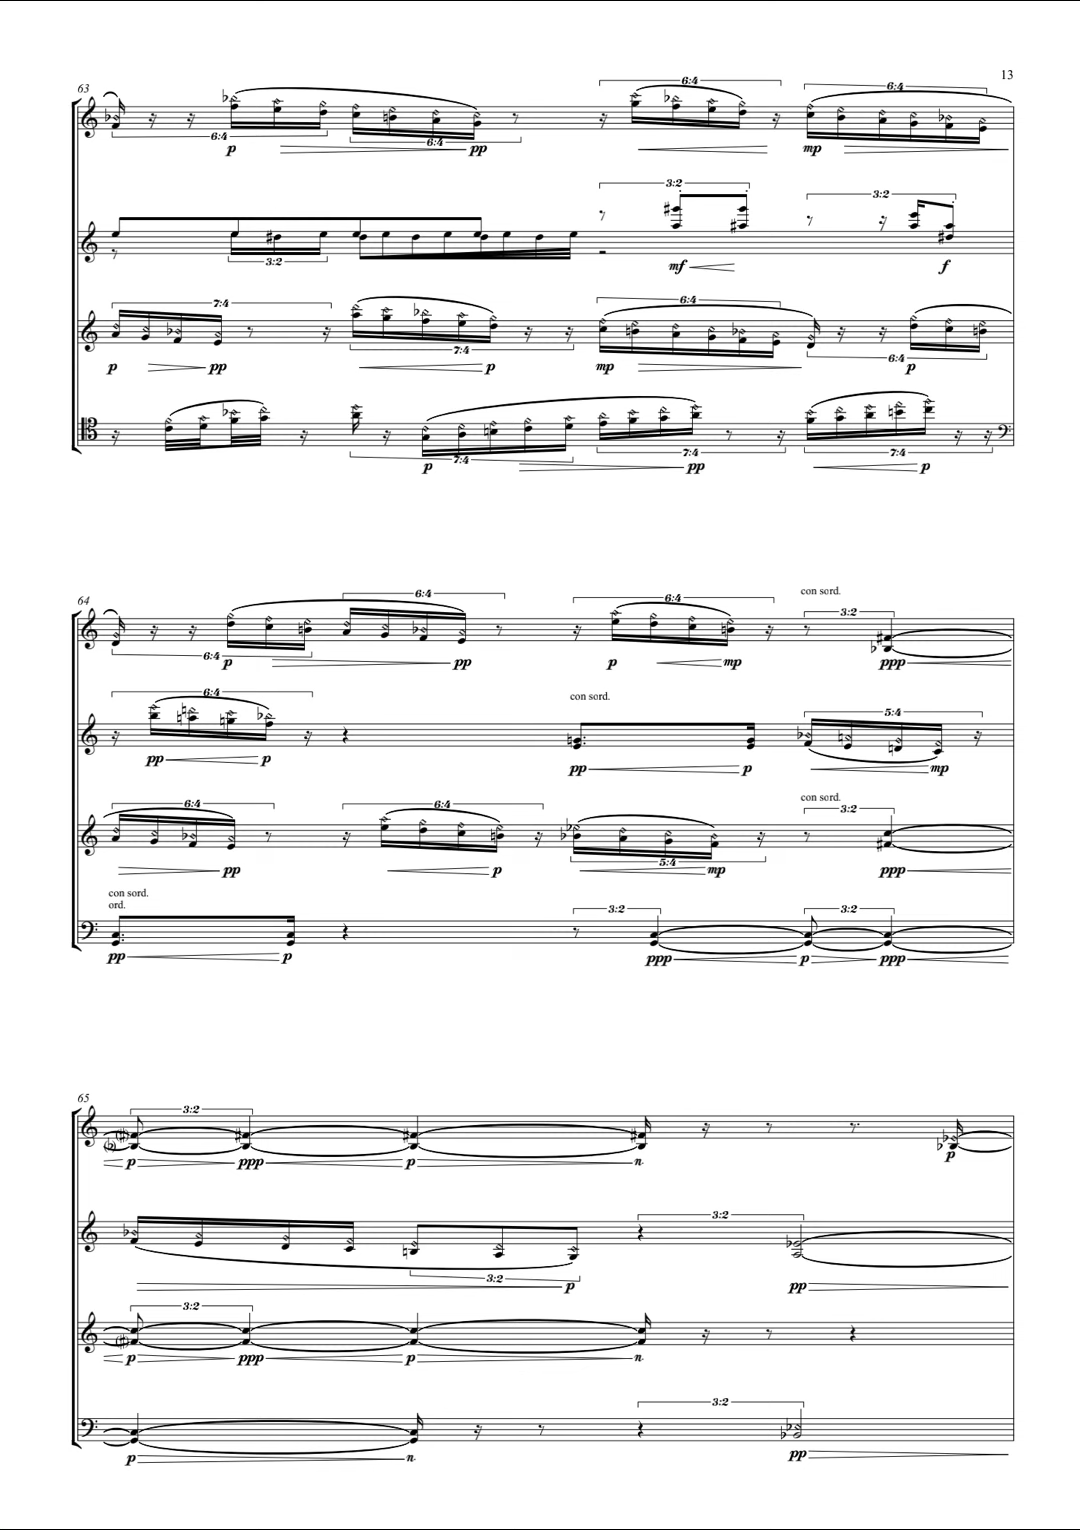 13
63
6:4 6:4
6:4 6:4
p pp mp
3:2 3:2 3:2
mf f
7:4 7:4 6:4 6:4
p pp p mp p
7:4 7:4 7:4
p pp p
64
con sord.
6:4 6:4 6:4 3:2
p pp p mp ppp
6:4 con sord. 5:4
pp p pp p mp
con sord.
6:4 6:4 5:4 3:2
pp p mp ppp
con sord.
ord.
3:2 3:2
pp p ppp p ppp
65
3:2
p ppp p n p
3:2 3:2
p pp
3:2
p ppp p n
3:2
p n pp